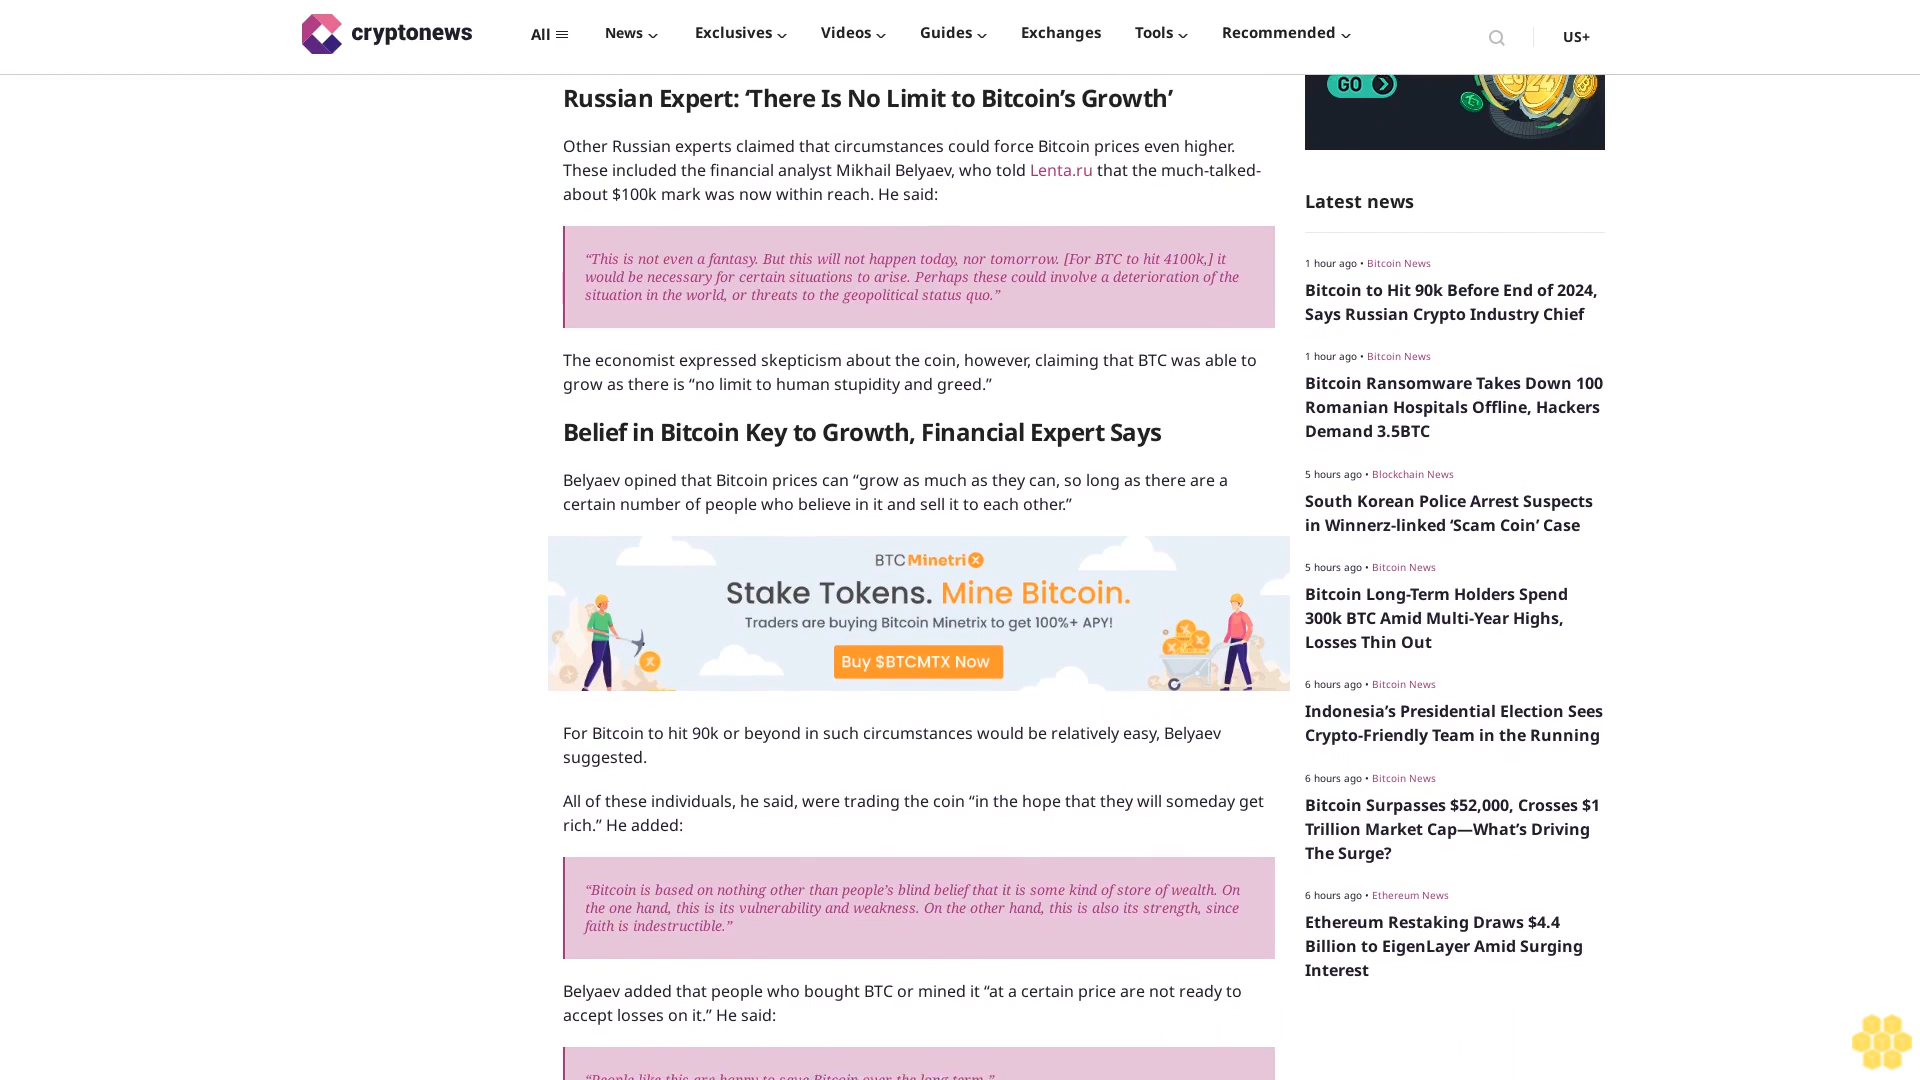 cryptonews
All
News
Exclusives
Videos
Guides
Exchanges
Tools
Recommended
US+
Russian Expert: ‘There Is No Limit to Bitcoin’s Growth’
Other Russian experts claimed that circumstances could force Bitcoin prices even higher.
These included the financial analyst Mikhail Belyaev, who told Lenta.ru that the much-talked-
about $100k mark was now within reach. He said:
“This is not even a fantasy. But this will not happen today, nor tomorrow. [For BTC to hit 4100k,] it
would be necessary for certain situations to arise. Perhaps these could involve a deterioration of the
situation in the world, or threats to the geopolitical status quo.”
The economist expressed skepticism about the coin, however, claiming that BTC was able to
grow as there is “no limit to human stupidity and greed.”
Belief in Bitcoin Key to Growth, Financial Expert Says
Belyaev opined that Bitcoin prices can “grow as much as they can, so long as there are a
certain number of people who believe in it and sell it to each other.”
BTC Minetrix
Stake Tokens. Mine Bitcoin.
Traders are buying Bitcoin Minetrix to get 100%+ APY!
Buy $BTCMTX Now
For Bitcoin to hit 90k or beyond in such circumstances would be relatively easy, Belyaev
suggested.
All of these individuals, he said, were trading the coin “in the hope that they will someday get
rich.” He added:
“Bitcoin is based on nothing other than people’s blind belief that it is some kind of store of wealth. On
the one hand, this is its vulnerability and weakness. On the other hand, this is also its strength, since
faith is indestructible.”
Belyaev added that people who bought BTC or mined it “at a certain price are not ready to
accept losses on it.” He said:
“People like this are happy to save Bitcoin over the long term.”
GO
2024
Latest news
1 hour ago • Bitcoin News
Bitcoin to Hit 90k Before End of 2024,
Says Russian Crypto Industry Chief
1 hour ago • Bitcoin News
Bitcoin Ransomware Takes Down 100
Romanian Hospitals Offline, Hackers
Demand 3.5BTC
5 hours ago • Blockchain News
South Korean Police Arrest Suspects
in Winnerz-linked ‘Scam Coin’ Case
5 hours ago • Bitcoin News
Bitcoin Long-Term Holders Spend
300k BTC Amid Multi-Year Highs,
Losses Thin Out
6 hours ago • Bitcoin News
Indonesia’s Presidential Election Sees
Crypto-Friendly Team in the Running
6 hours ago • Bitcoin News
Bitcoin Surpasses $52,000, Crosses $1
Trillion Market Cap—What’s Driving
The Surge?
6 hours ago • Ethereum News
Ethereum Restaking Draws $4.4
Billion to EigenLayer Amid Surging
Interest